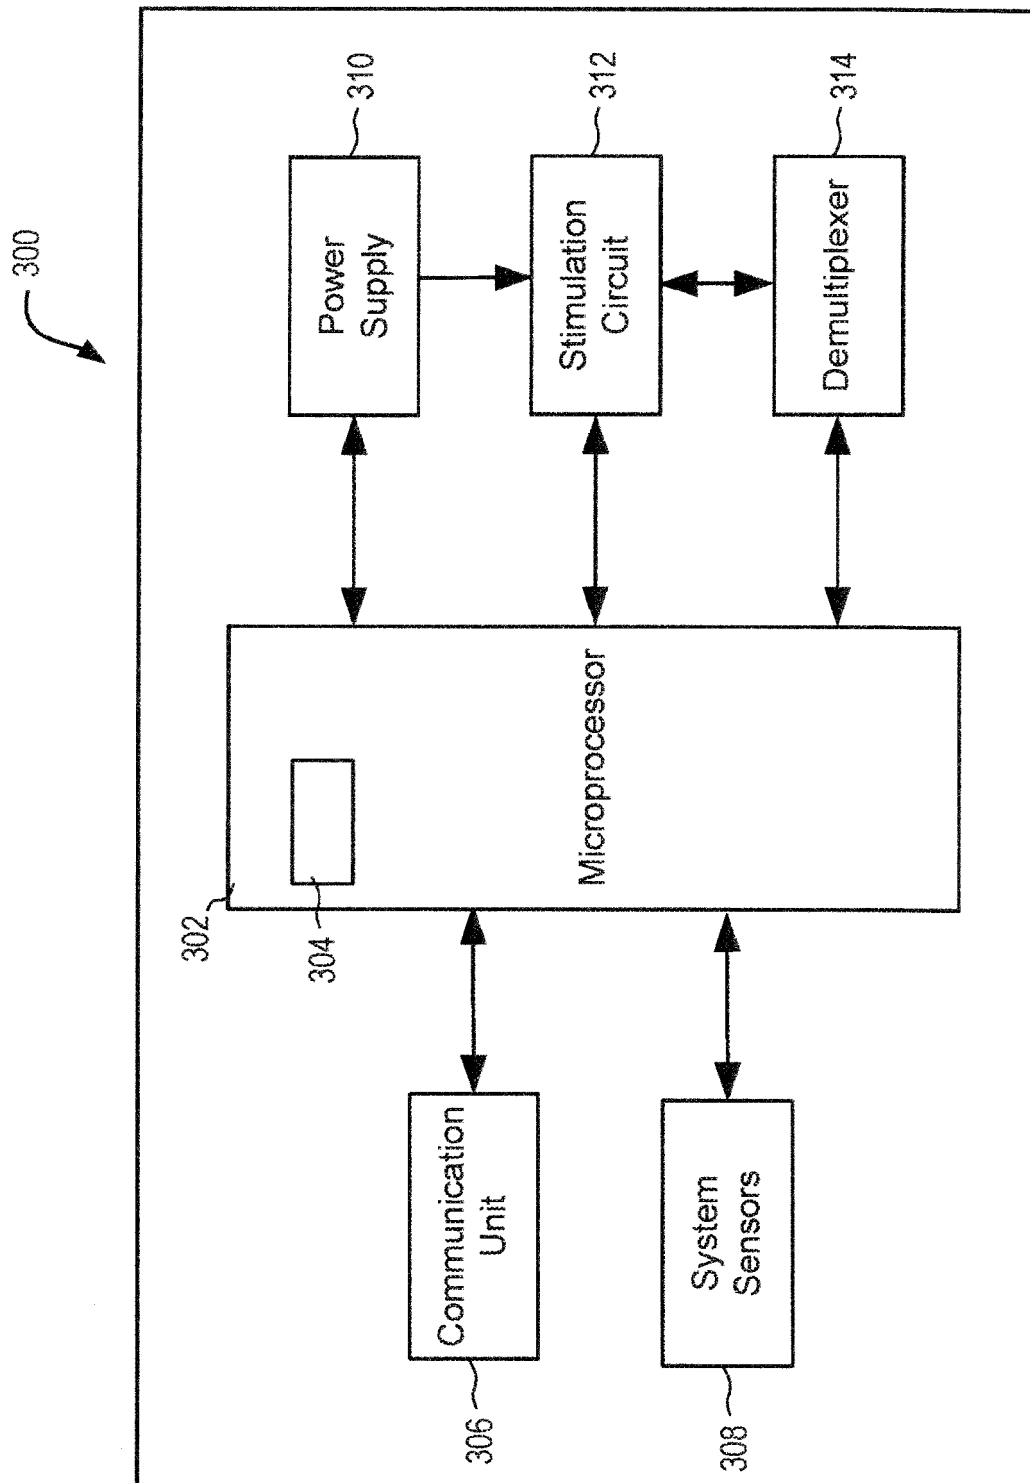 300
302
304
Microprocessor
306
Communication
Unit
308
System
Sensors
310
Power
Supply
312
Stimulation
Circuit
314
Demultiplexer